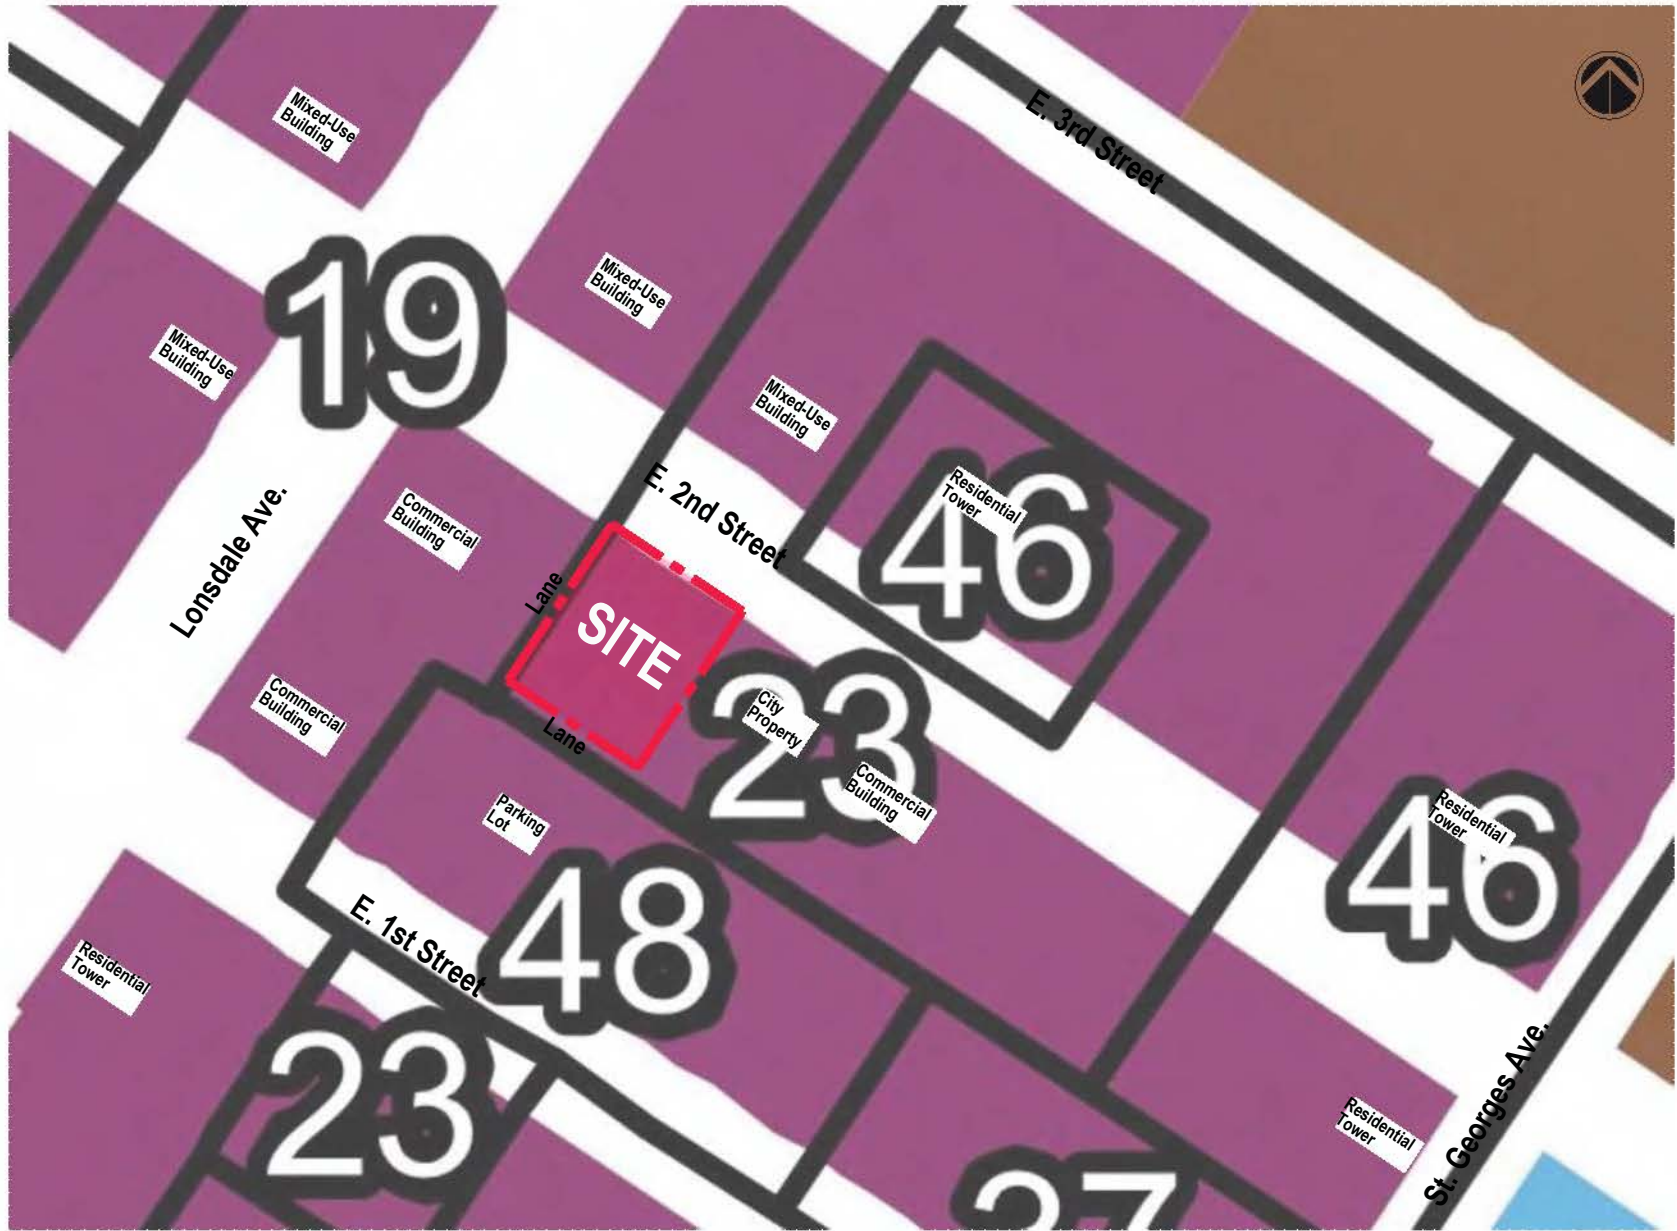 Mixed-Use
Building
E. 3rd Street
19
Mixed-Use
Building
Mixed-Use
Building
Mixed-Use
Building
E. 2nd Street
46
Residential
Tower
Commercial
Building
Lonsdale Ave.
Lane
SITE
Lane
23
City
Property
Commercial
Building
Commercial
Building
Parking
Lot
46
Residential
Tower
48
E. 1st Street
Residential
Tower
23
27
Residential
Tower
St. Georges Ave.